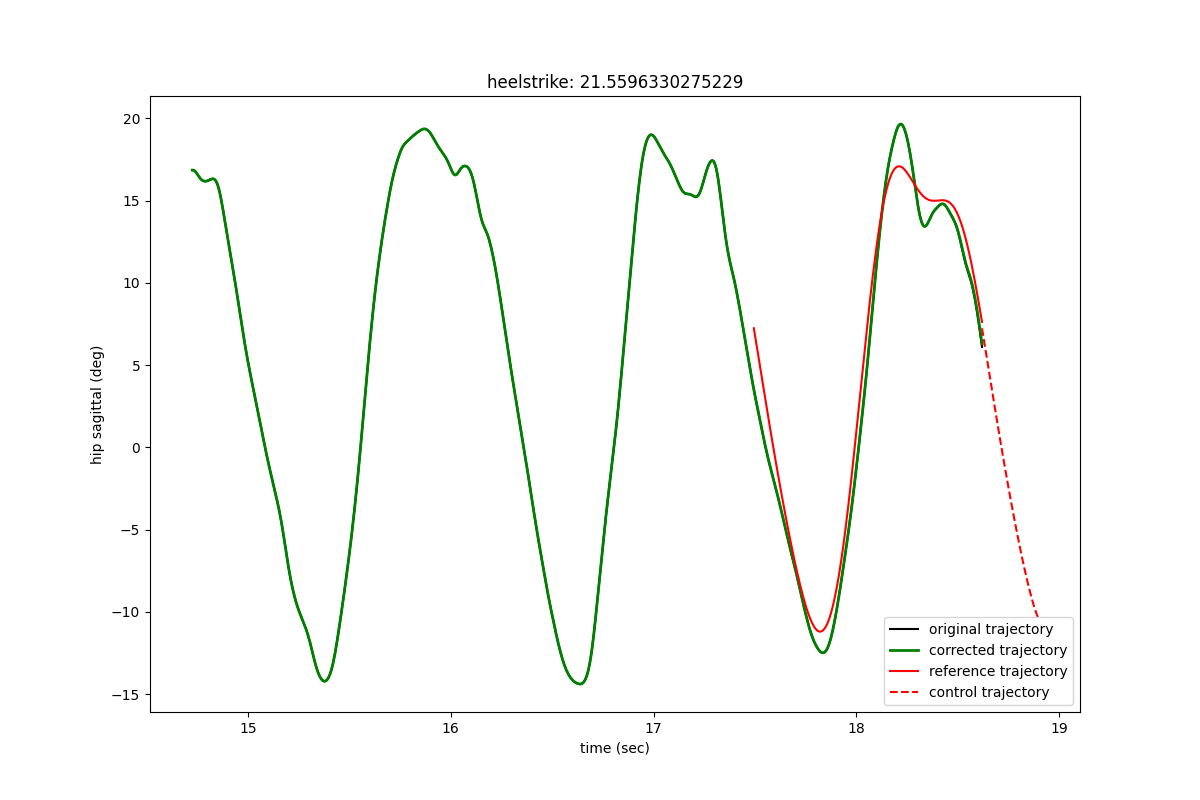 heelstrike: 21.5596330275229
20
15
10
5
0
−5
−10
−15
hip sagittal (deg)
15 16 17 18 19
time (sec)
original trajectory
corrected trajectory
reference trajectory
control trajectory